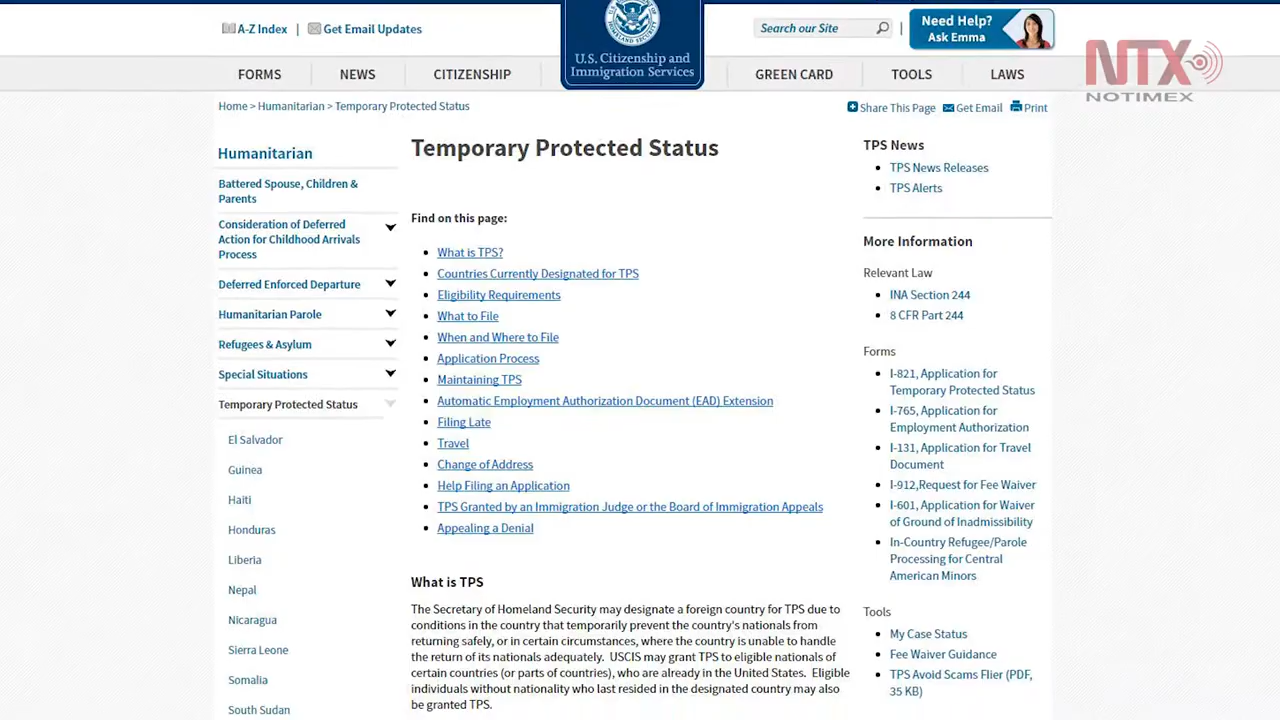 A-Z Index | Get Email Updates
U.S. Citizenship and
Immigration Services
Search our Site
Need Help?
Ask Emma
NTX
NOTIMEX
FORMS
NEWS
CITIZENSHIP
GREEN CARD
TOOLS
LAWS
Home > Humanitarian > Temporary Protected Status
Share This Page
Get Email
Print
Humanitarian
Battered Spouse, Children &
Parents
Consideration of Deferred
Action for Childhood Arrivals
Process
Deferred Enforced Departure
Humanitarian Parole
Refugees & Asylum
Special Situations
Temporary Protected Status
El Salvador
Guinea
Haiti
Honduras
Liberia
Nepal
Nicaragua
Sierra Leone
Somalia
South Sudan
Temporary Protected Status
Find on this page:
What is TPS?
Countries Currently Designated for TPS
Eligibility Requirements
What to File
When and Where to File
Application Process
Maintaining TPS
Automatic Employment Authorization Document (EAD) Extension
Filing Late
Travel
Change of Address
Help Filing an Application
TPS Granted by an Immigration Judge or the Board of Immigration Appeals
Appealing a Denial
What is TPS
The Secretary of Homeland Security may designate a foreign country for TPS due to
conditions in the country that temporarily prevent the country's nationals from
returning safely, or in certain circumstances, where the country is unable to handle
the return of its nationals adequately. USCIS may grant TPS to eligible nationals of
certain countries (or parts of countries), who are already in the United States. Eligible
individuals without nationality who last resided in the designated country may also
be granted TPS.
TPS News
TPS News Releases
TPS Alerts
More Information
Relevant Law
INA Section 244
8 CFR Part 244
Forms
I-821, Application for
Temporary Protected Status
I-765, Application for
Employment Authorization
I-131, Application for Travel
Document
I-912,Request for Fee Waiver
I-601, Application for Waiver
of Ground of Inadmissibility
In-Country Refugee/Parole
Processing for Central
American Minors
Tools
My Case Status
Fee Waiver Guidance
TPS Avoid Scams Flier (PDF,
35 KB)